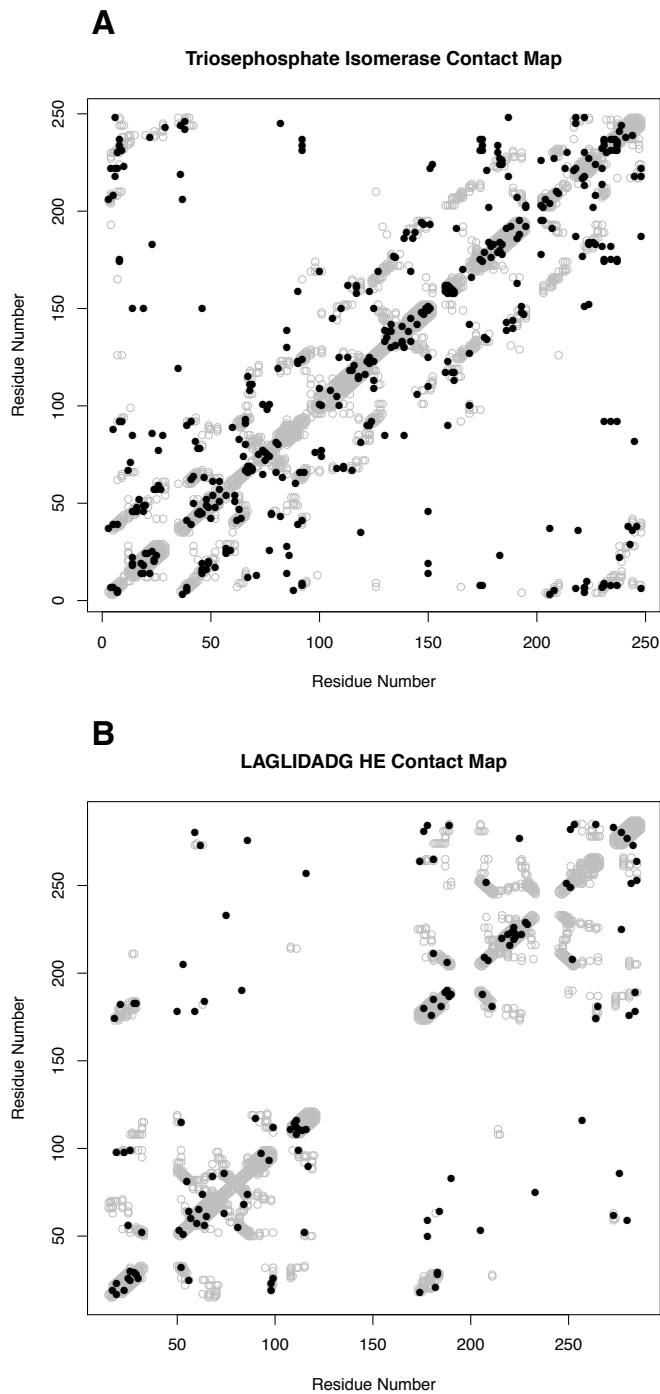 A
Triosephosphate Isomerase Contact Map
250
200
150
100
50
0
Residue Number
0 50 100 150 200 250
Residue Number
B
LAGLIDADG HE Contact Map
250
200
150
100
50
Residue Number
50 100 150 200 250
Residue Number